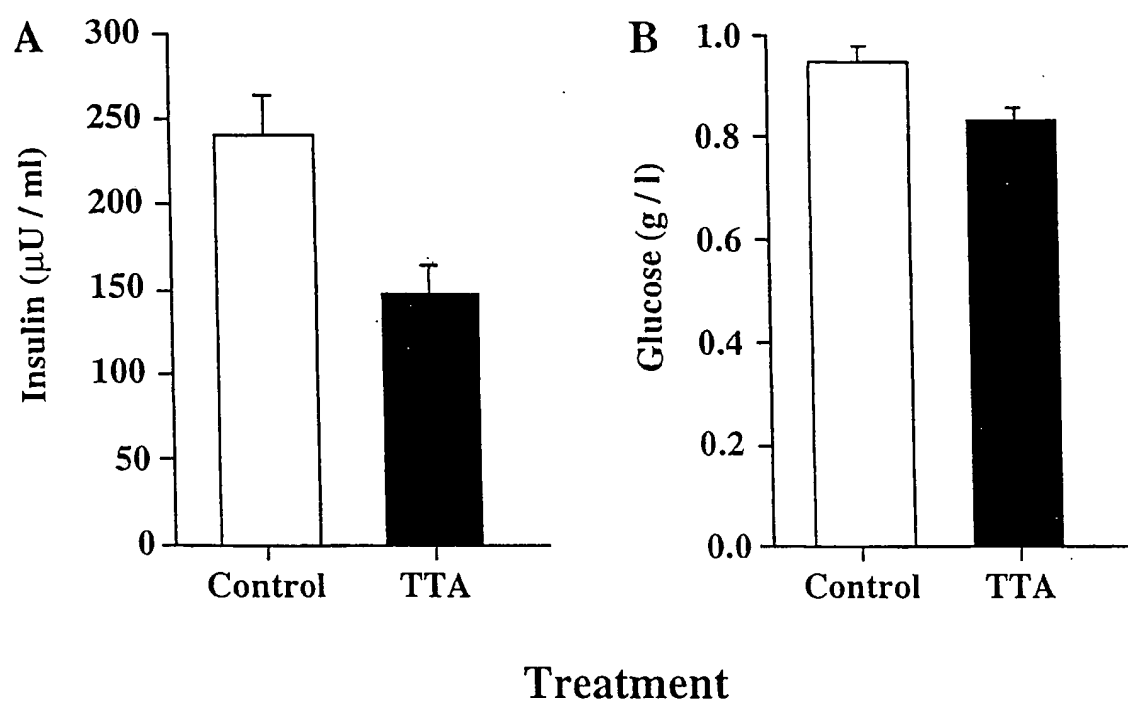 A
300
250
200
150
100
50
0
Insulin (μU / ml)
Control TTA
B
1.0
0.8
0.6
0.4
0.2
0.0
Glucose (g / l)
Control TTA
Treatment